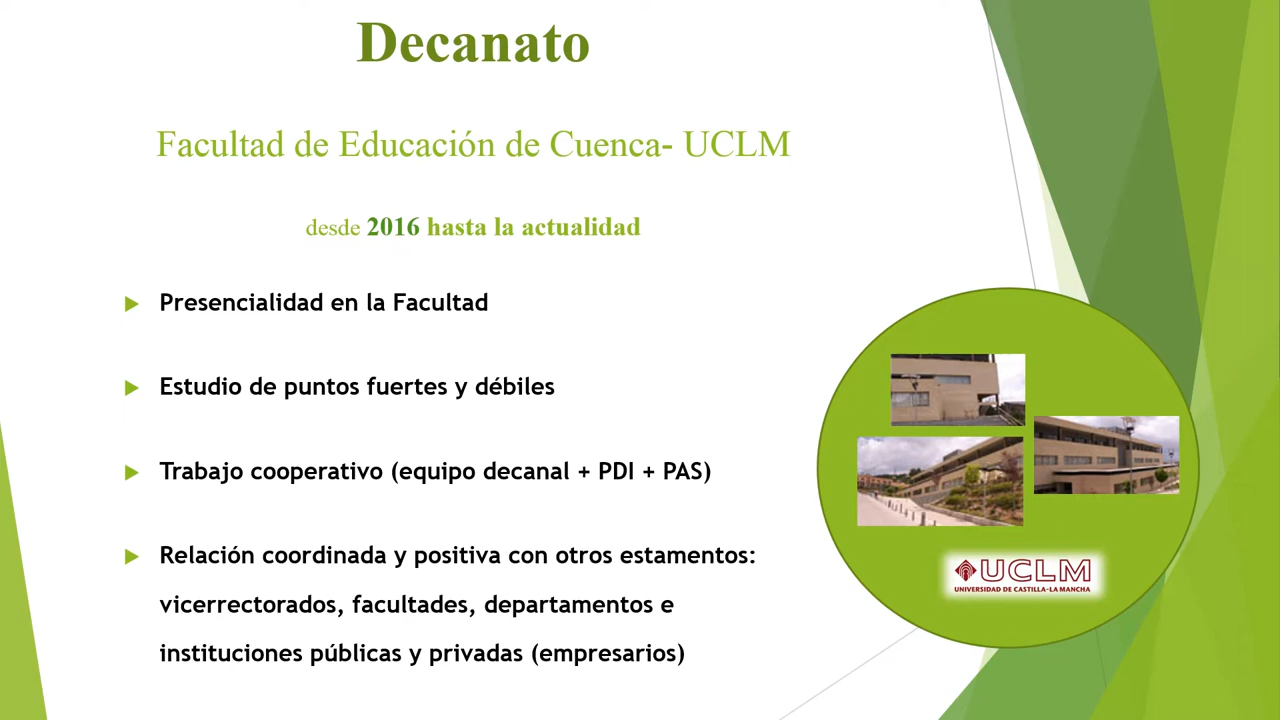 Decanato
Facultad de Educación de Cuenca- UCLM
desde 2016 hasta la actualidad
Presencialidad en la Facultad
Estudio de puntos fuertes y débiles
Trabajo cooperativo (equipo decanal + PDI + PAS)
Relación coordinada y positiva con otros estamentos:
vicerrectorados, facultades, departamentos e
instituciones públicas y privadas (empresarios)
UCLM
UNIVERSIDAD DE CASTILLA-LA MANCHA